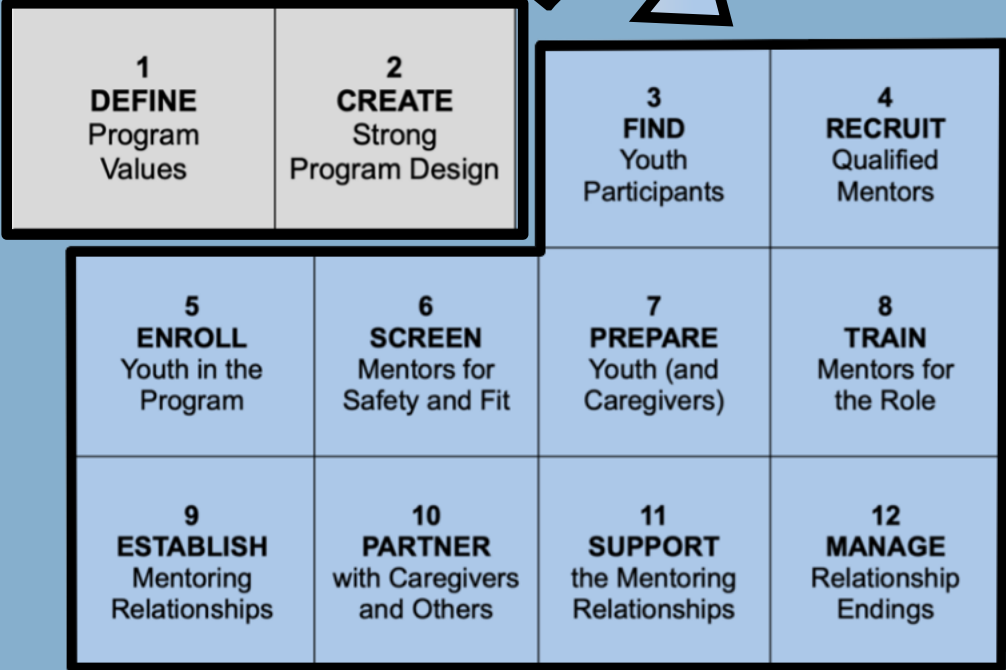 1
DEFINE
Program
Values
2
CREATE
Strong
Program Design
3
FIND
Youth
Participants
4
RECRUIT
Qualified
Mentors
5
ENROLL
Youth in the
Program
6
SCREEN
Mentors for
Safety and Fit
7
PREPARE
Youth (and
Caregivers)
8
TRAIN
Mentors for
the Role
9
ESTABLISH
Mentoring
Relationships
10
PARTNER
with Caregivers
and Others
11
SUPPORT
the Mentoring
Relationships
12
MANAGE
Relationship
Endings